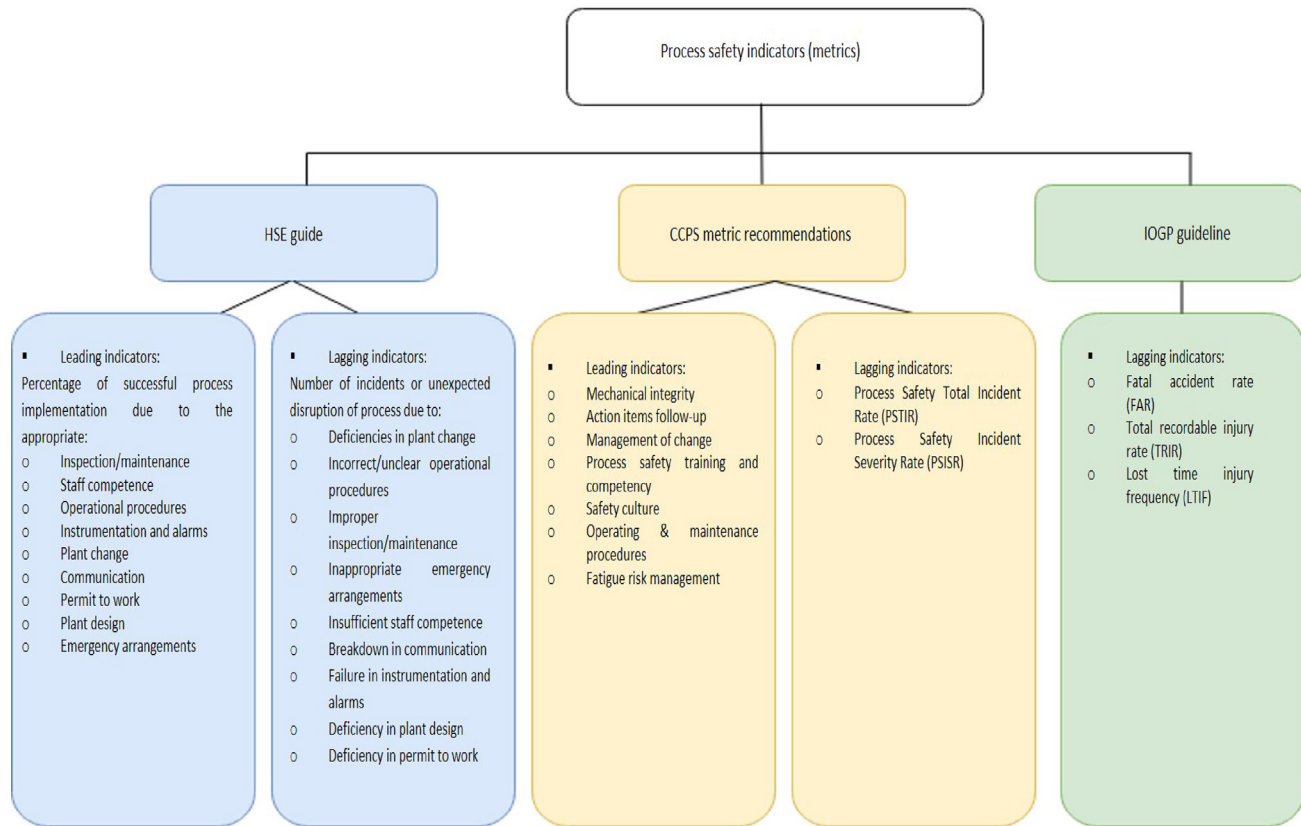 Process safety indicators (metrics)
HSE guide
CCPS metric recommendations
IOGP guideline
▪ Leading indicators:
Percentage of successful process
implementation due to the
appropriate:
o Inspection/maintenance
o Staff competence
o Operational procedures
o Instrumentation and alarms
o Plant change
o Communication
o Permit to work
o Plant design
o Emergency arrangements
▪ Lagging indicators:
Number of incidents or unexpected
disruption of process due to:
o Deficiencies in plant change
o Incorrect/unclear operational
procedures
o Improper
inspection/maintenance
o Inappropriate emergency
arrangements
o Insufficient staff competence
o Breakdown in communication
o Failure in instrumentation and
alarms
o Deficiency in plant design
o Deficiency in permit to work
▪ Leading indicators:
o Mechanical integrity
o Action items follow-up
o Management of change
o Process safety training and
competency
o Safety culture
o Operating & maintenance
procedures
o Fatigue risk management
▪ Lagging indicators:
o Process Safety Total Incident
Rate (PSTIR)
o Process Safety Incident
Severity Rate (PSISR)
▪ Lagging indicators:
o Fatal accident rate
(FAR)
o Total recordable injury
rate (TRIR)
o Lost time injury
frequency (LTIF)